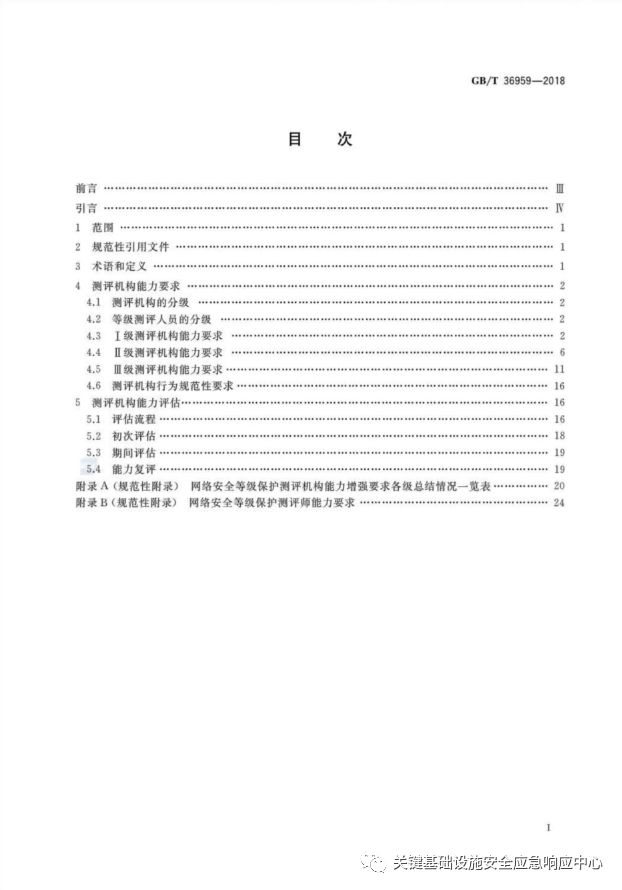 GB/T 36959—2018
目 次
前言 …………………………………………………………………… Ⅲ
引言 …………………………………………………………………… Ⅳ
1 范围 …………………………………………………………………… 1
2 规范性引用文件 …………………………………………………………………… 1
3 术语和定义 …………………………………………………………………… 1
4 测评机构能力要求 …………………………………………………………………… 2
4.1 测评机构的分级 …………………………………………………………………… 2
4.2 等级测评人员的分级 …………………………………………………………………… 2
4.3 Ⅰ级测评机构能力要求 …………………………………………………………………… 2
4.4 Ⅱ级测评机构能力要求 …………………………………………………………………… 6
4.5 Ⅲ级测评机构能力要求 …………………………………………………………………… 11
4.6 测评机构行为规范性要求 …………………………………………………………………… 16
5 测评机构能力评估 …………………………………………………………………… 16
5.1 评估流程 …………………………………………………………………… 16
5.2 初次评估 …………………………………………………………………… 18
5.3 期间评估 …………………………………………………………………… 19
5.4 能力复评 …………………………………………………………………… 19
附录A(规范性附录) 网络安全等级保护测评机构能力增强要求各级总结情况一览表 …………… 20
附录B(规范性附录) 网络安全等级保护测评师能力要求 …………………………………………… 24
Ⅰ
关键基础设施安全应急响应中心